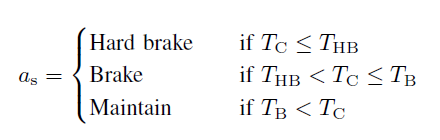 Hard brake if T_C ≤ T_HB
a_s = { Brake if T_HB < T_C ≤ T_B
Maintain if T_B < T_C